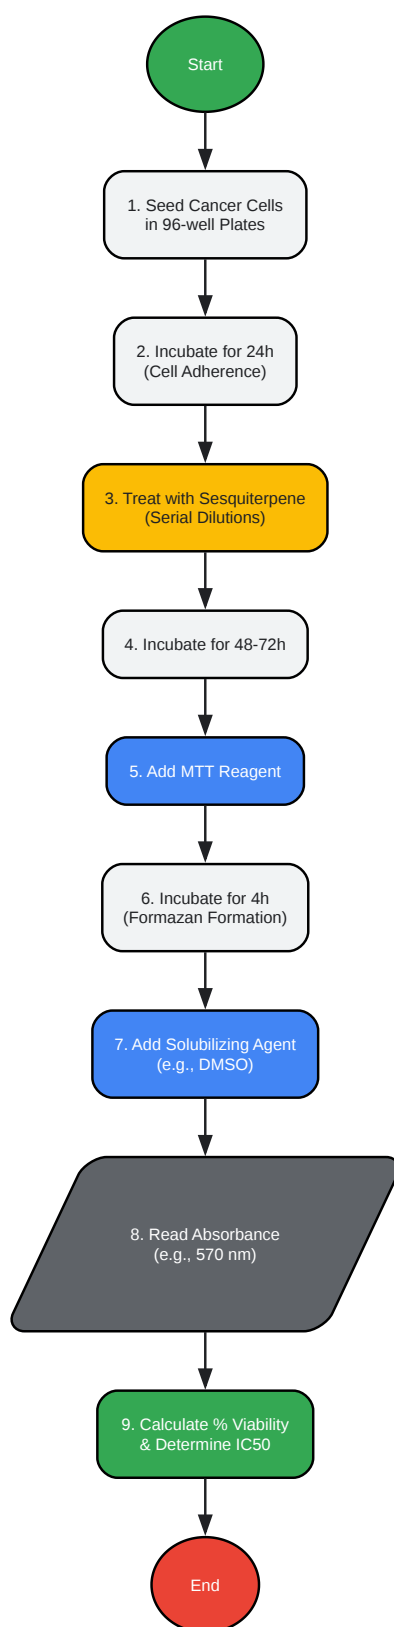 Start
1. Seed Cancer Cells
in 96-well Plates
2. Incubate for 24h
(Cell Adherence)
3. Treat with Sesquiterpene
(Serial Dilutions)
4. Incubate for 48-72h
5. Add MTT Reagent
6. Incubate for 4h
(Formazan Formation)
7. Add Solubilizing Agent
(e.g., DMSO)
8. Read Absorbance
(e.g., 570 nm)
9. Calculate % Viability
& Determine IC50
End